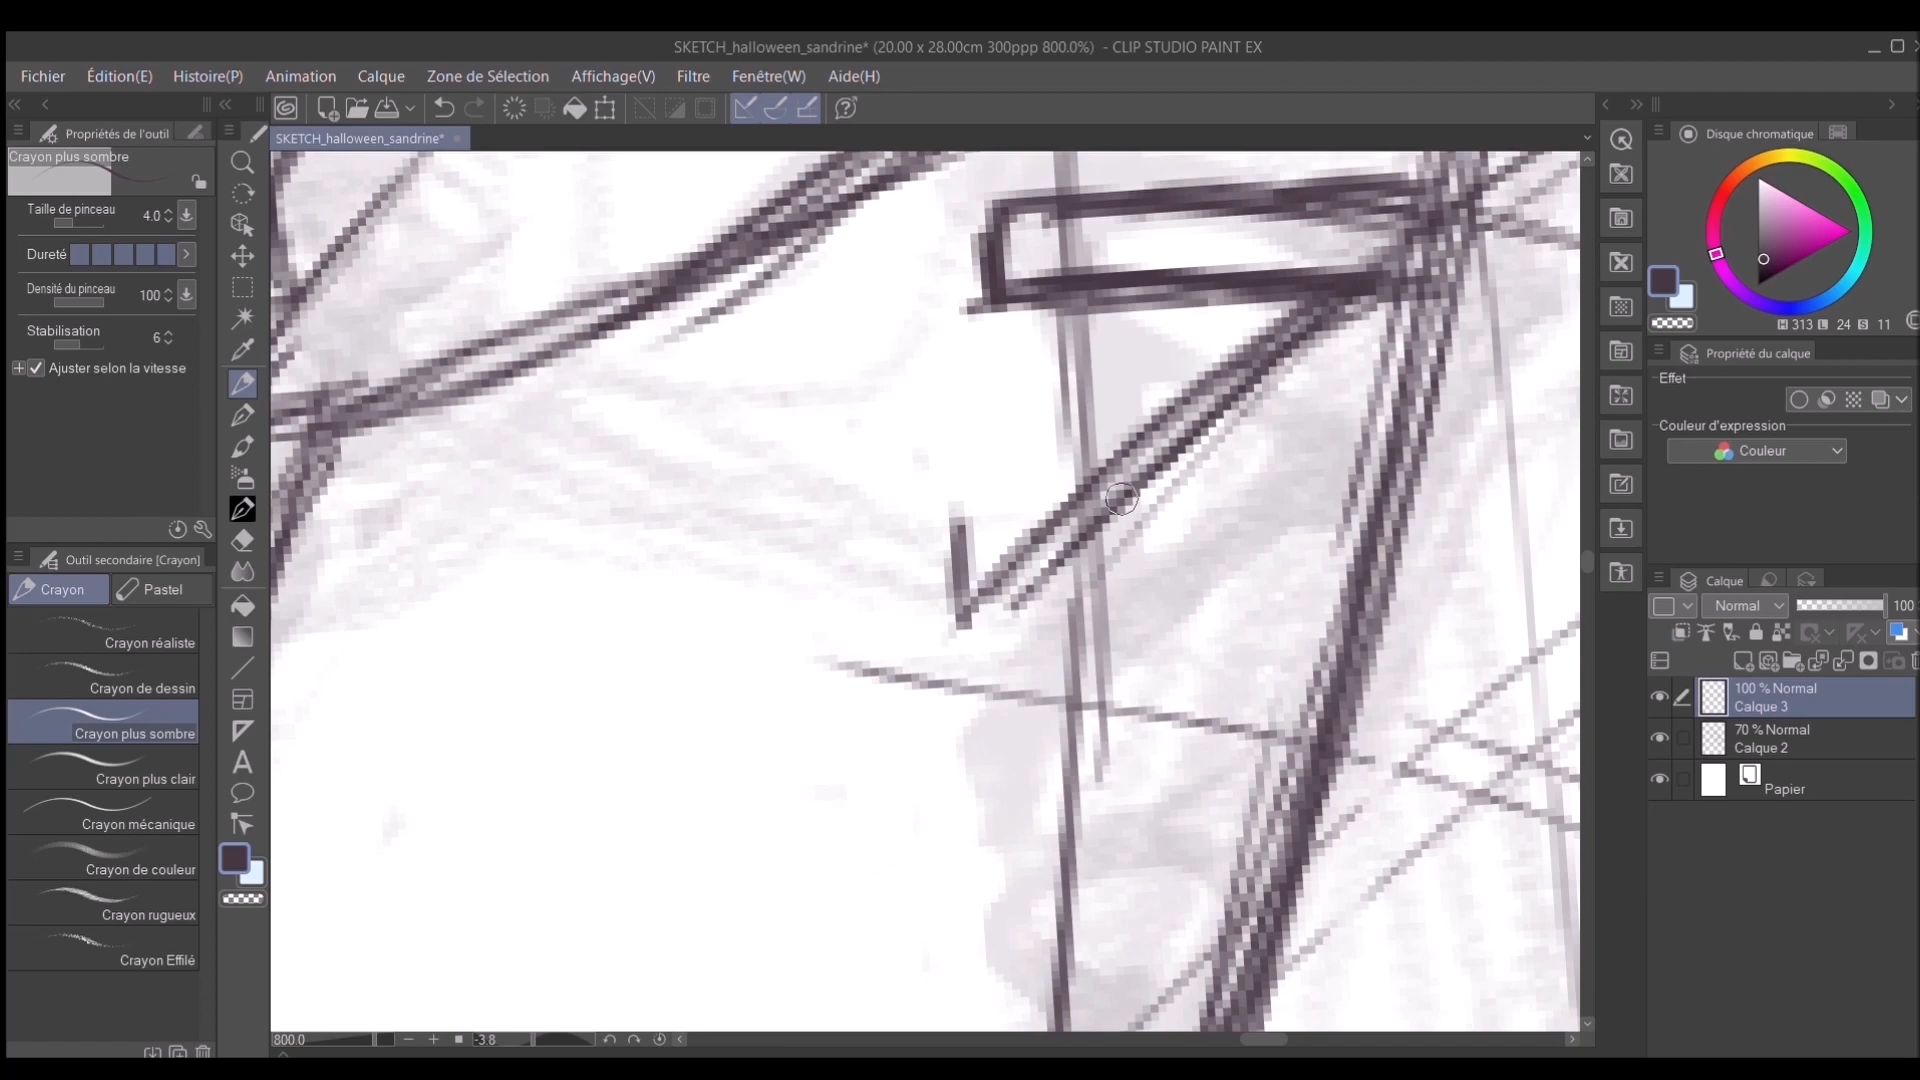 SKETCH_halloween_sandrine* (20.00 x 28.00cm 300ppp 800.0%) - CLIP STUDIO PAINT EX
Fichier Édition(E) Histoire(P) Animation Calque Zone de Sélection Affichage(V) Filtre Fenêtre(W) Aide(H)
Propriétés de l'outil
SKETCH_halloween_sandrine*
Crayon plus sombre
Taille de pinceau 4.0
Dureté
Densité du pinceau 100
Stabilisation 6
Ajuster selon la vitesse
Outil secondaire [Crayon]
Crayon Pastel
Crayon réaliste
Crayon de dessin
Crayon plus sombre
Crayon plus clair
Crayon mécanique
Crayon de couleur
Crayon rugueux
Crayon Effilé
A
800.0 -3.8
Disque chromatique
H 313 L 24 S 11
Propriété du calque
Effet
Couleur d'expression
Couleur
Calque
Normal 100
100 % Normal
Calque 3
70 % Normal
Calque 2
Papier